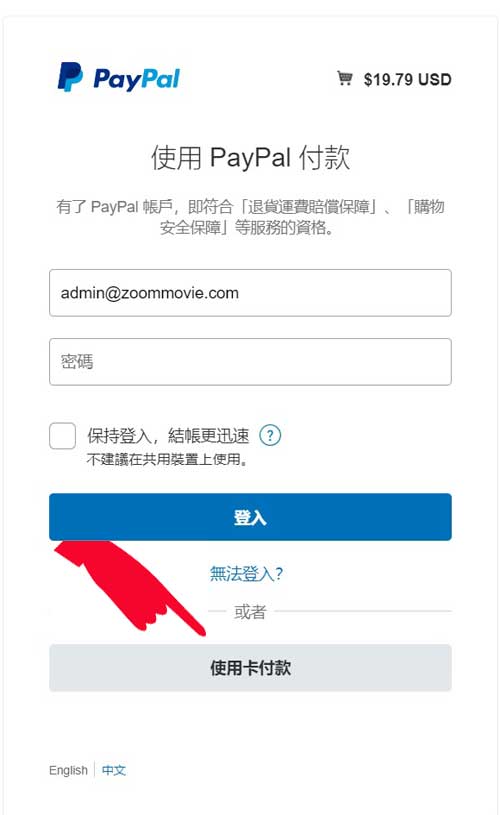 PayPal
$19.79 USD
使用 PayPal 付款
有了 PayPal 帳戶，即符合「退貨運費賠償保障」、「購物
安全保障」等服務的資格。
admin@zoommovie.com
密碼
保持登入，結帳更迅速 ?
不建議在共用裝置上使用。
登入
無法登入？
或者
使用卡付款
English | 中文